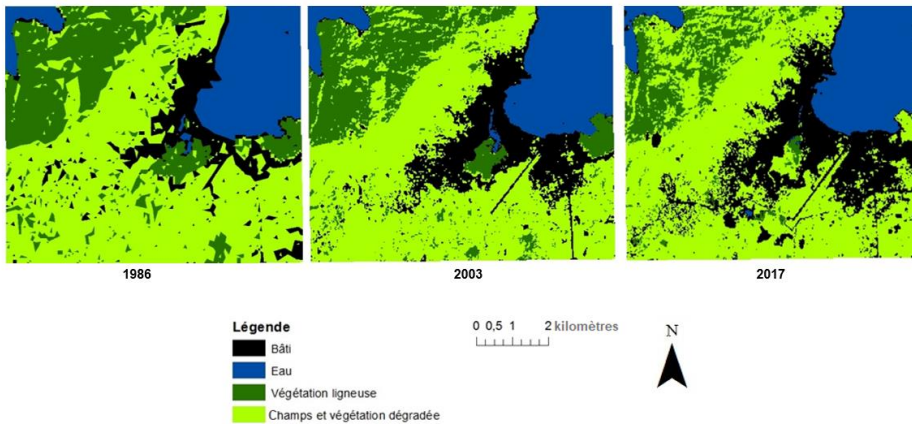 1986
2003
2017
Légende
Bâti
Eau
Végétation ligneuse
Champs et végétation dégradée
0 0,5 1 2 kilomètres
N